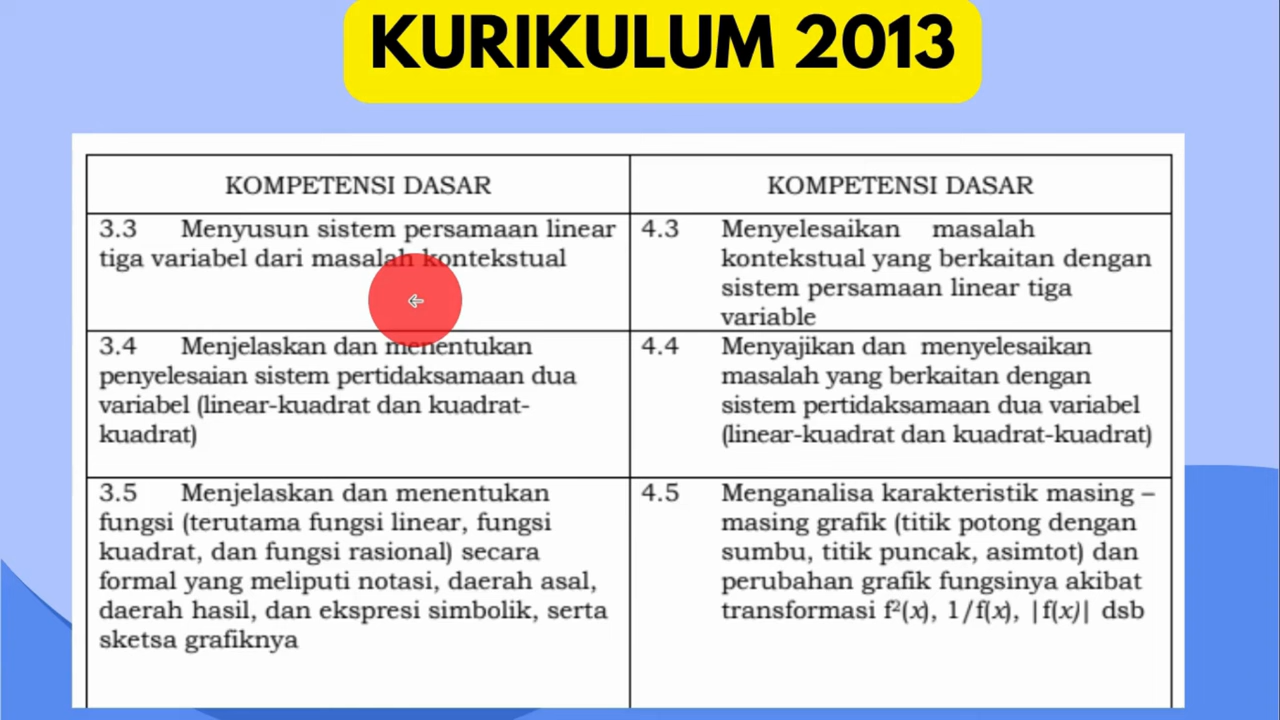 KURIKULUM 2013
KOMPETENSI DASAR
KOMPETENSI DASAR
3.3 Menyusun sistem persamaan linear
tiga variabel dari masalah kontekstual
4.3 Menyelesaikan masalah
kontekstual yang berkaitan dengan
sistem persamaan linear tiga
variable
3.4 Menjelaskan dan menentukan
penyelesaian sistem pertidaksamaan dua
variabel (linear-kuadrat dan kuadrat-
kuadrat)
4.4 Menyajikan dan menyelesaikan
masalah yang berkaitan dengan
sistem pertidaksamaan dua variabel
(linear-kuadrat dan kuadrat-kuadrat)
3.5 Menjelaskan dan menentukan
fungsi (terutama fungsi linear, fungsi
kuadrat, dan fungsi rasional) secara
formal yang meliputi notasi, daerah asal,
daerah hasil, dan ekspresi simbolik, serta
sketsa grafiknya
4.5 Menganalisa karakteristik masing –
masing grafik (titik potong dengan
sumbu, titik puncak, asimtot) dan
perubahan grafik fungsinya akibat
transformasi f²(x), 1/f(x), |f(x)| dsb